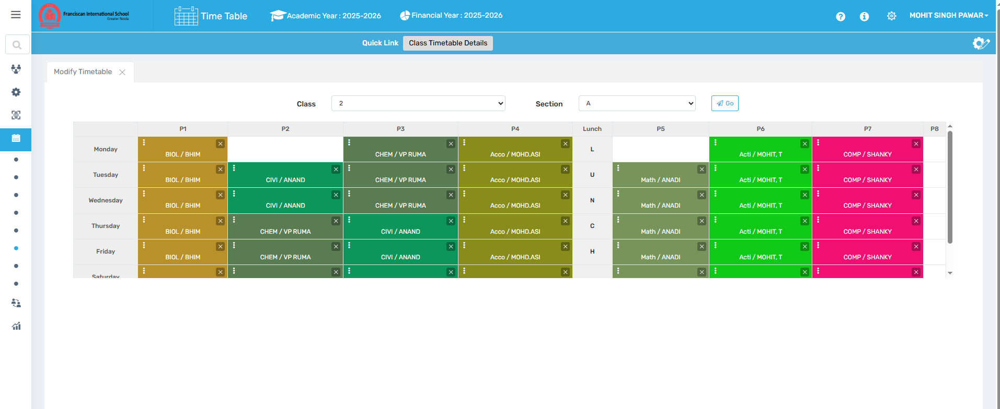 Franciscan International School
Greater Noida
Time Table
Academic Year : 2025-2026
Financial Year : 2025-2026
MOHIT SINGH PAWAR
Quick Link
Class Timetable Details
Modify Timetable
Class
2
Section
A
Go
P1 P2 P3 P4 Lunch P5 P6 P7 P8
Monday BIOL / BHIM CHEM / VP RUMA Acco / MOHD.ASI L Acti / MOHIT, T COMP / SHANKY
Tuesday BIOL / BHIM CIVI / ANAND CHEM / VP RUMA Acco / MOHD.ASI U Math / ANADI Acti / MOHIT, T COMP / SHANKY
Wednesday BIOL / BHIM CIVI / ANAND CHEM / VP RUMA Acco / MOHD.ASI N Math / ANADI Acti / MOHIT, T COMP / SHANKY
Thursday BIOL / BHIM CHEM / VP RUMA CIVI / ANAND Acco / MOHD.ASI C Math / ANADI Acti / MOHIT, T COMP / SHANKY
Friday BIOL / BHIM CHEM / VP RUMA CIVI / ANAND Acco / MOHD.ASI H Math / ANADI Acti / MOHIT, T COMP / SHANKY
Saturday